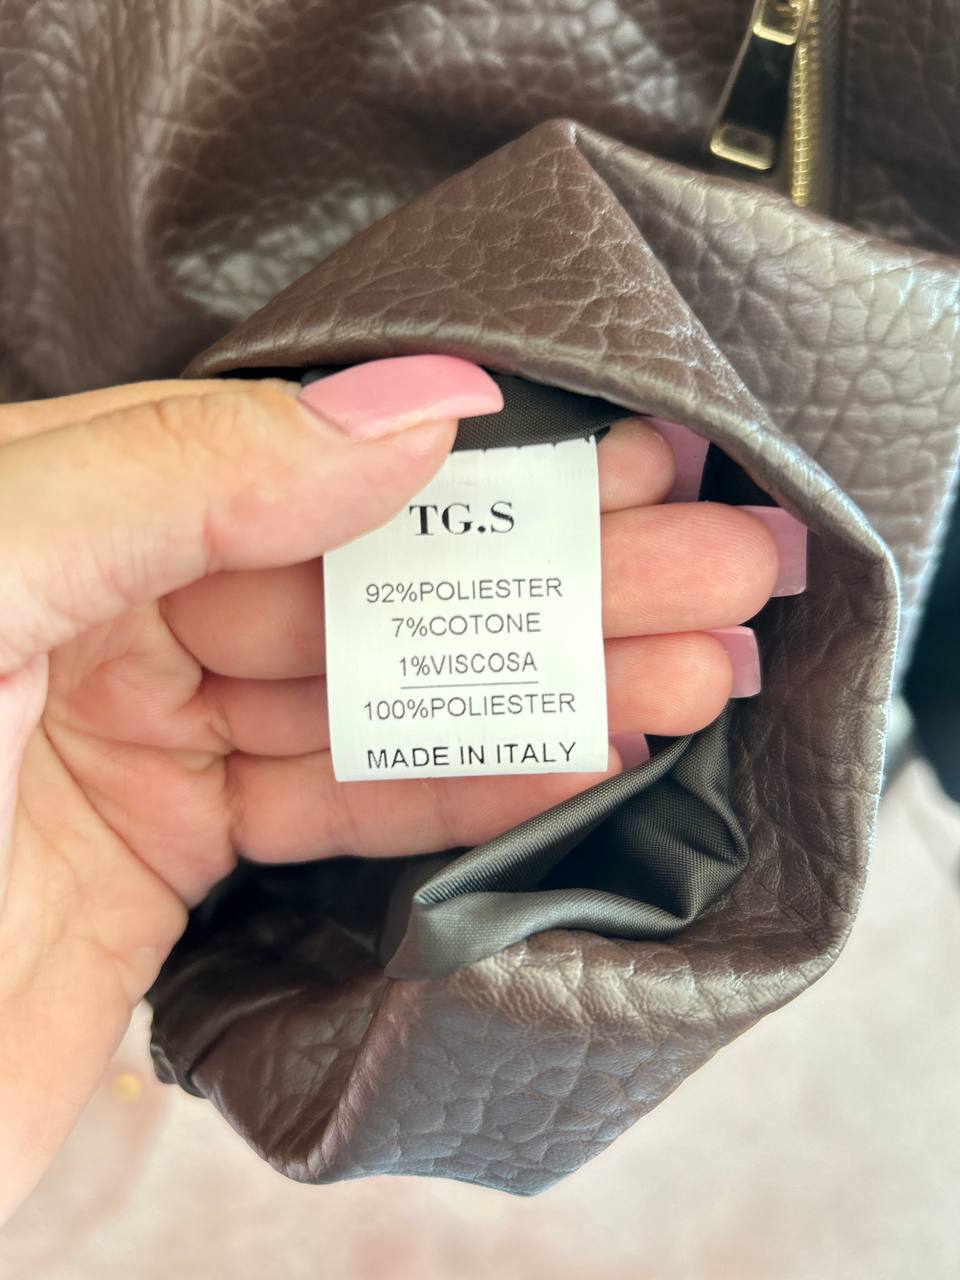 TG.S
92%POLIESTER
7%COTONE
1%VISCOSA
100%POLIESTER
MADE IN ITALY